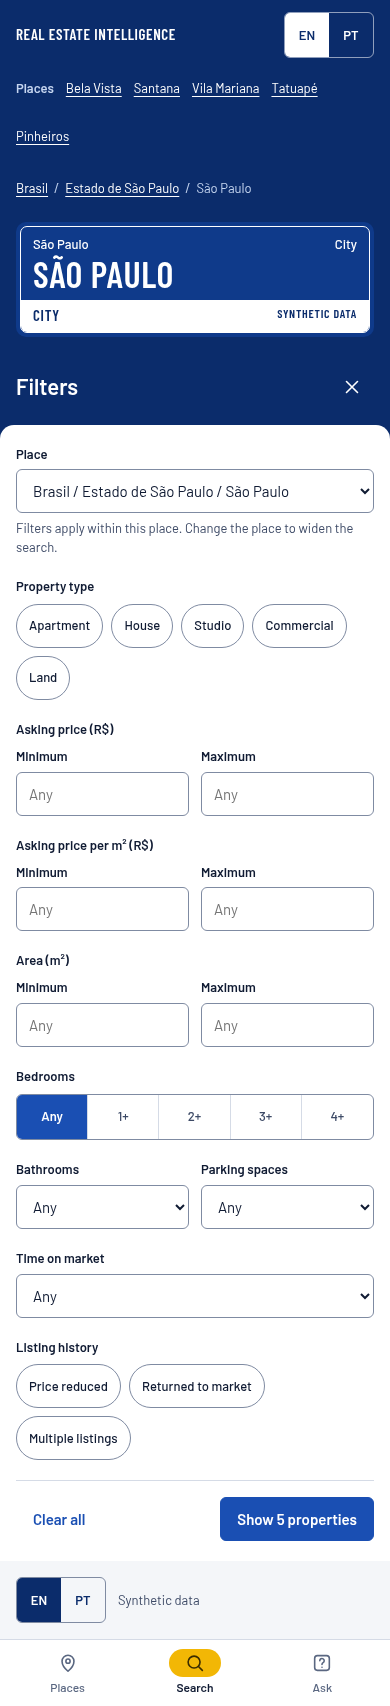 REAL ESTATE INTELLIGENCE
EN PT
Places Bela Vista Santana Vila Mariana Tatuapé
Pinheiros
Brasil / Estado de São Paulo / São Paulo
São Paulo City
SÃO PAULO
CITY SYNTHETIC DATA
Filters
Place
Brasil / Estado de São Paulo / São Paulo
Filters apply within this place. Change the place to widen the
search.
Property type
Apartment House Studio Commercial
Land
Asking price (R$)
Minimum Maximum
Any Any
Asking price per m² (R$)
Minimum Maximum
Any Any
Area (m²)
Minimum Maximum
Any Any
Bedrooms
Any 1+ 2+ 3+ 4+
Bathrooms Parking spaces
Any Any
Time on market
Any
Listing history
Price reduced Returned to market
Multiple listings
Clear all Show 5 properties
EN PT Synthetic data
Places Search Ask